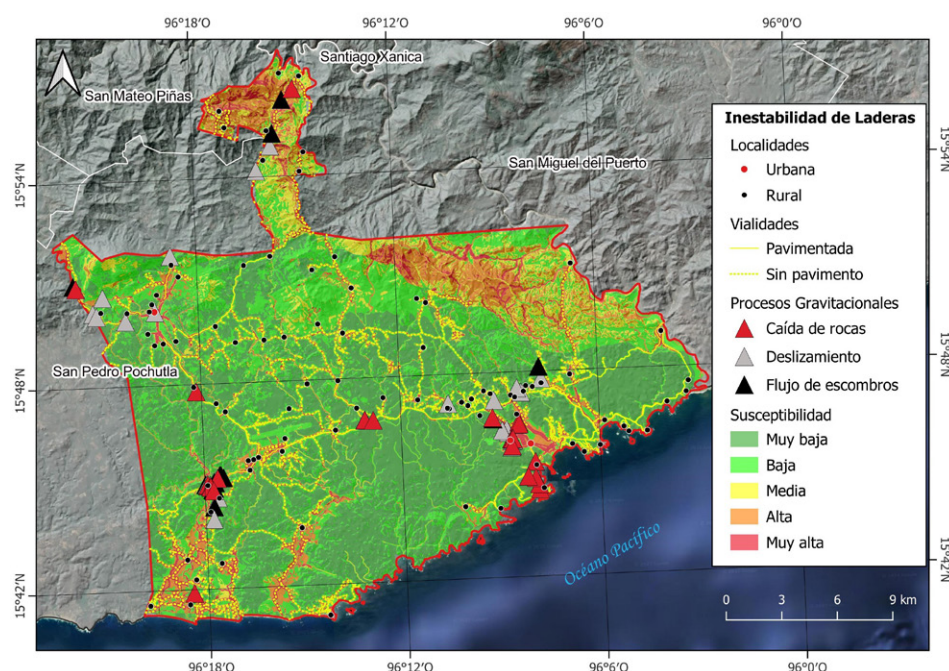 96°18'O 96°12'O 96°6'O 96°0'O
Santiago Xanica
San Mateo Piñas
San Miguel del Puerto
15°54'N
15°54'N
San Pedro Pochutla
15°48'N
15°48'N
15°42'N
15°42'N
Océano Pacífico
Inestabilidad de Laderas
Localidades
Urbana
Rural
Vialidades
Pavimentada
Sin pavimento
Procesos Gravitacionales
Caída de rocas
Deslizamiento
Flujo de escombros
Susceptibilidad
Muy baja
Baja
Media
Alta
Muy alta
0 3 6 9 km
96°18'O 96°12'O 96°6'O 96°0'O